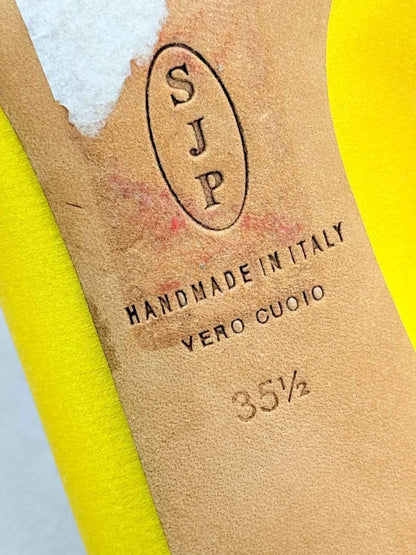 S
J
P
HANDMADE IN ITALY
VERO CUOIO
35½